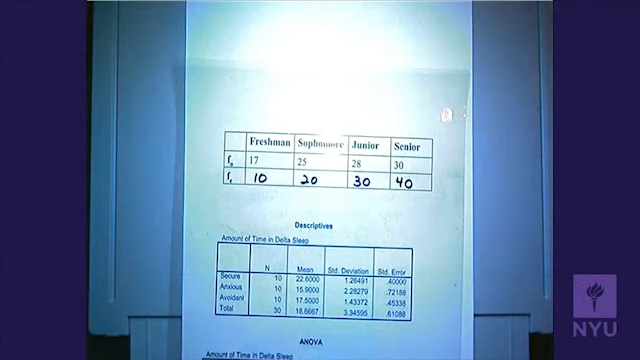 Freshman Sophomore Junior Senior
fo 17 25 28 30
fe 10 20 30 40
Descriptives
Amount of Time in Delta Sleep
N Mean Std. Deviation Std. Error
Secure 10 22.6000 1.26491 .40000
Anxious 10 15.9000 2.28279 .72188
Avoidant 10 17.5000 1.43372 .45338
Total 30 18.6667 3.34595 .61088
ANOVA
Amount of Time in Delta Sleep
NYU